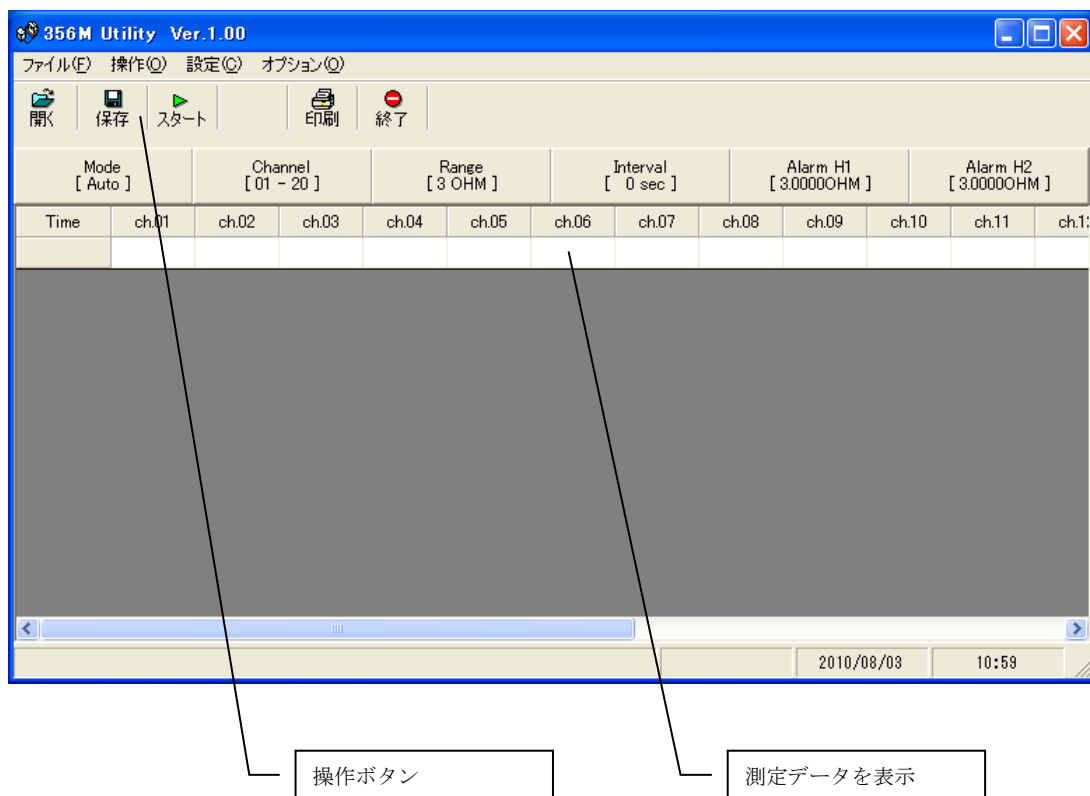 356M Utility Ver.1.00
ファイル(F) 操作(O) 設定(C) オプション(O)
開く 保存 スタート 印刷 終了
Mode Channel Range Interval Alarm H1 Alarm H2
[ Auto ] [ 01 - 20 ] [ 3 OHM ] [ 0 sec ] [ 3.0000OHM ] [ 3.0000OHM ]
Time ch.01 ch.02 ch.03 ch.04 ch.05 ch.06 ch.07 ch.08 ch.09 ch.10 ch.11 ch.1
2010/08/03 10:59
操作ボタン 測定データを表示